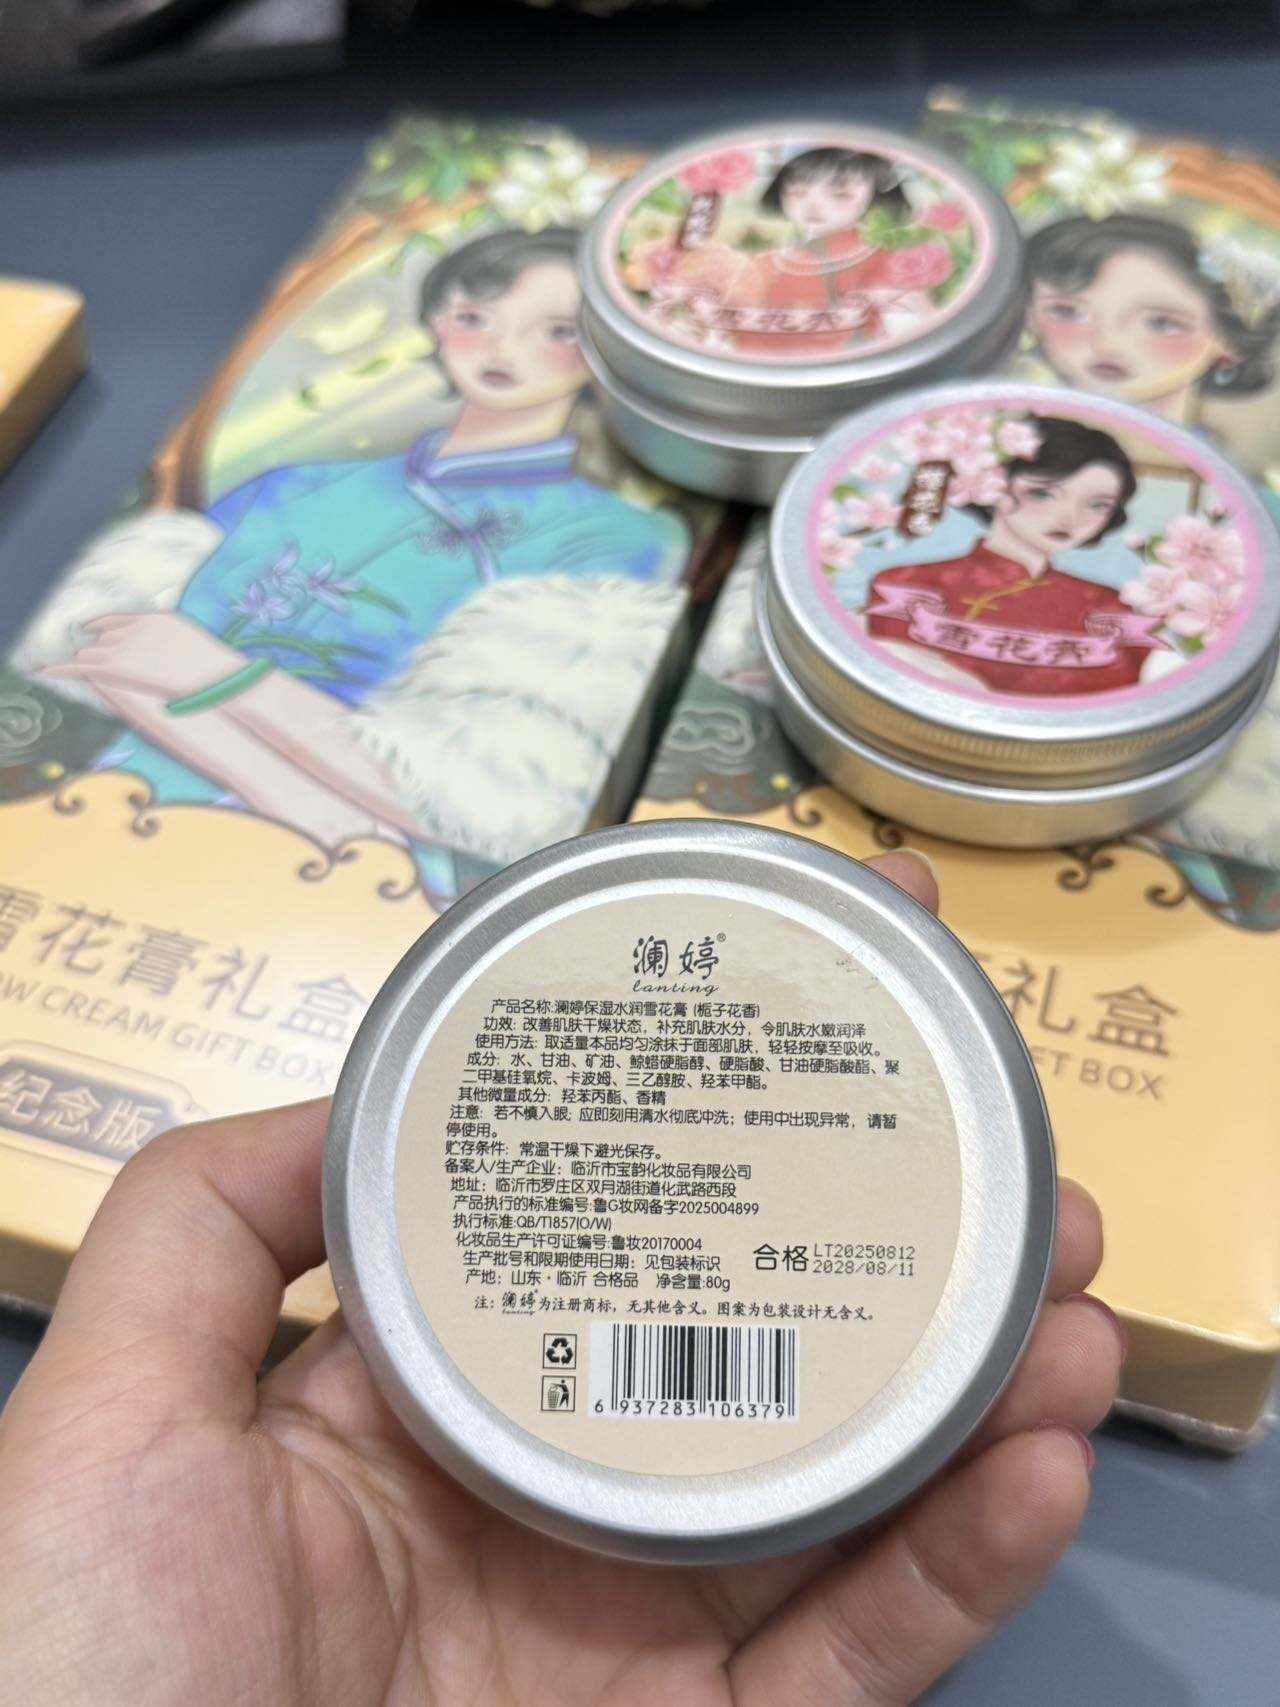 樱花香
雪花膏
雪花膏礼盒
OW CREAM GIFT BOX
纪念版
礼盒
FT BOX
澜婷®
lanting
产品名称:澜婷保湿水润雪花膏 (栀子花香)
功效: 改善肌肤干燥状态，补充肌肤水分，令肌肤水嫩润泽
使用方法: 取适量本品均匀涂抹于面部肌肤，轻轻按摩至吸收。
成分: 水、甘油、矿油、鲸蜡硬脂醇、硬脂酸、甘油硬脂酸酯、聚
二甲基硅氧烷、卡波姆、三乙醇胺、羟苯甲酯。
其他微量成分: 羟苯丙酯、香精
注意: 若不慎入眼; 应即刻用清水彻底冲洗; 使用中出现异常, 请暂
停使用。
贮存条件: 常温干燥下避光保存。
备案人/生产企业: 临沂市宝韵化妆品有限公司
地址: 临沂市罗庄区双月湖街道化武路西段
产品执行的标准编号:鲁G妆网备字2025004899
执行标准:QB/T1857(O/W)
化妆品生产许可证编号:鲁妆20170004
生产批号和限期使用日期: 见包装标识
合格 LT20250812
2028/08/11
产地: 山东·临沂 合格品 净含量:80g
注: 澜婷® lanting 为注册商标，无其他含义。图案为包装设计无含义。
6 937283 106379